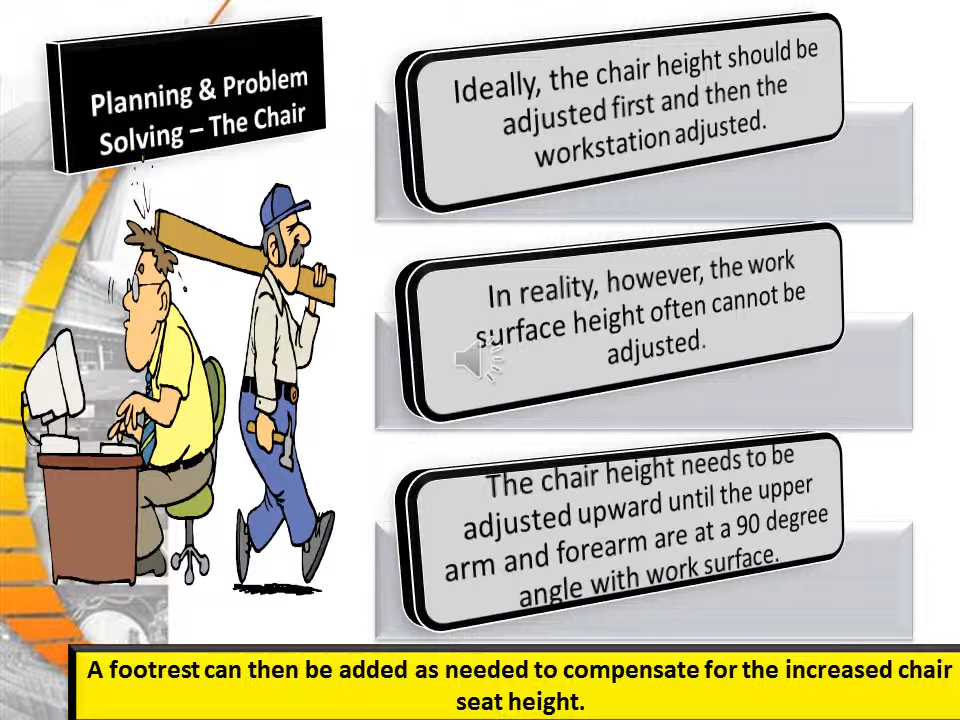 Planning & Problem
Solving – The Chair
Ideally, the chair height should be
adjusted first and then the
workstation adjusted.
In reality, however, the work
surface height often cannot be
adjusted.
The chair height needs to be
adjusted upward until the upper
arm and forearm are at a 90 degree
angle with work surface.
A footrest can then be added as needed to compensate for the increased chair
seat height.